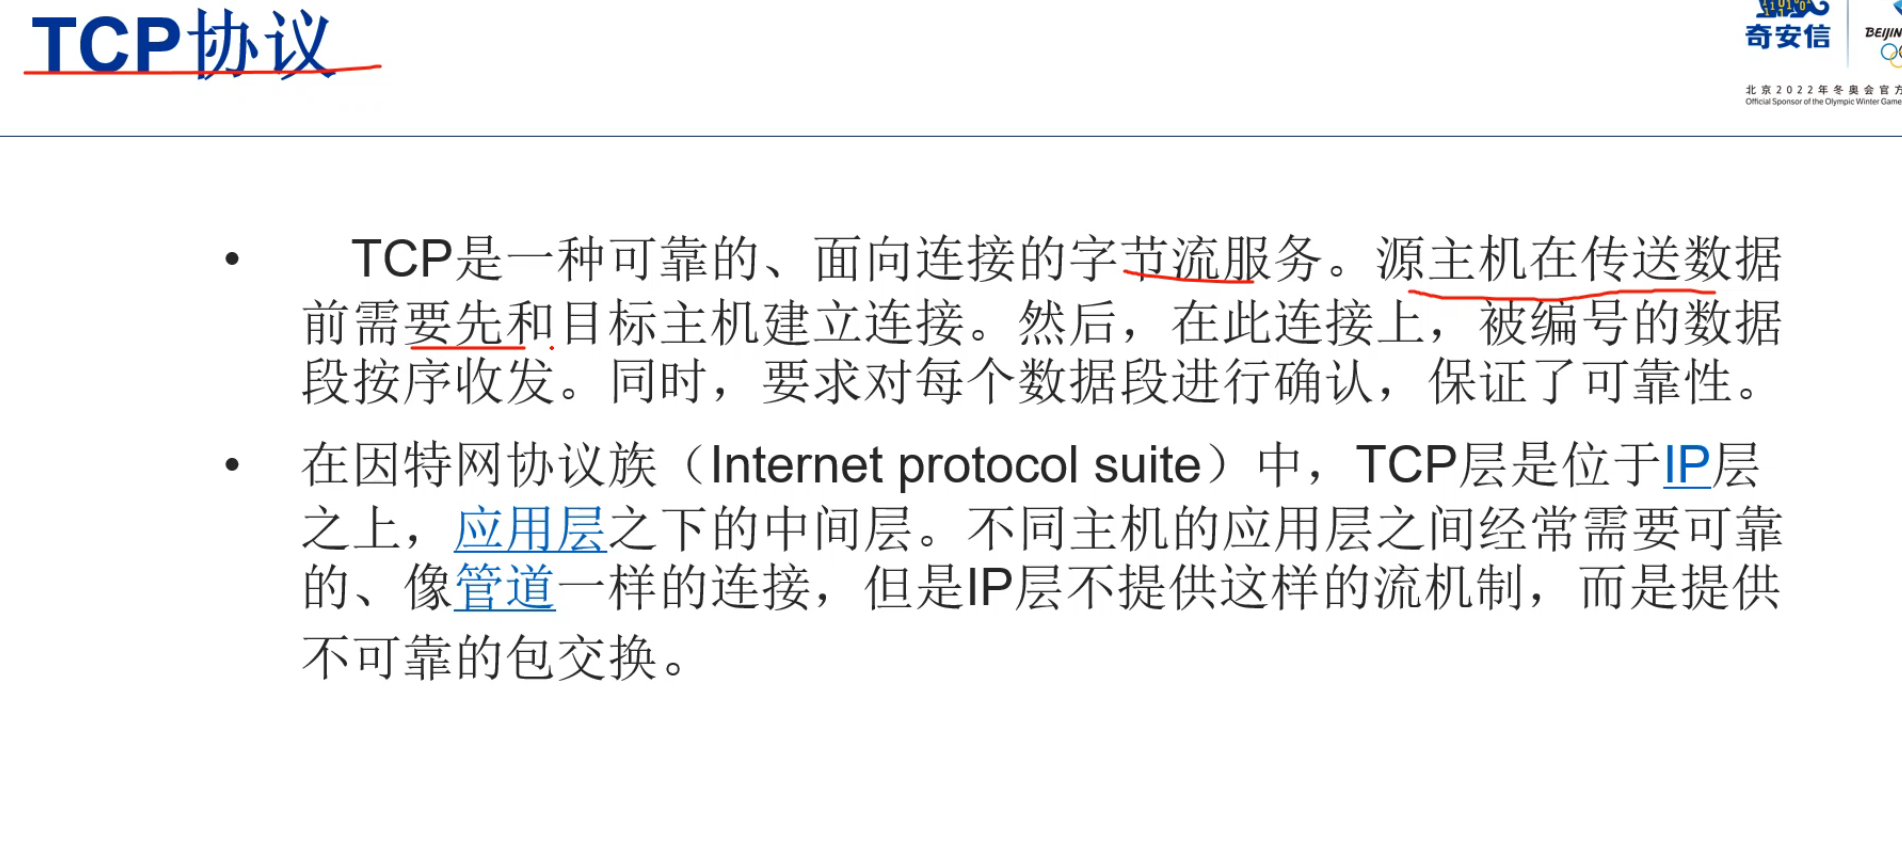 TCP协议
奇安信
北京2022年冬奥会官方
Official Sponsor of the Olympic Winter Game
• TCP是一种可靠的、面向连接的字节流服务。源主机在传送数据
前需要先和目标主机建立连接。然后，在此连接上，被编号的数据
段按序收发。同时，要求对每个数据段进行确认，保证了可靠性。
• 在因特网协议族（Internet protocol suite）中，TCP层是位于IP层
之上，应用层之下的中间层。不同主机的应用层之间经常需要可靠
的、像管道一样的连接，但是IP层不提供这样的流机制，而是提供
不可靠的包交换。